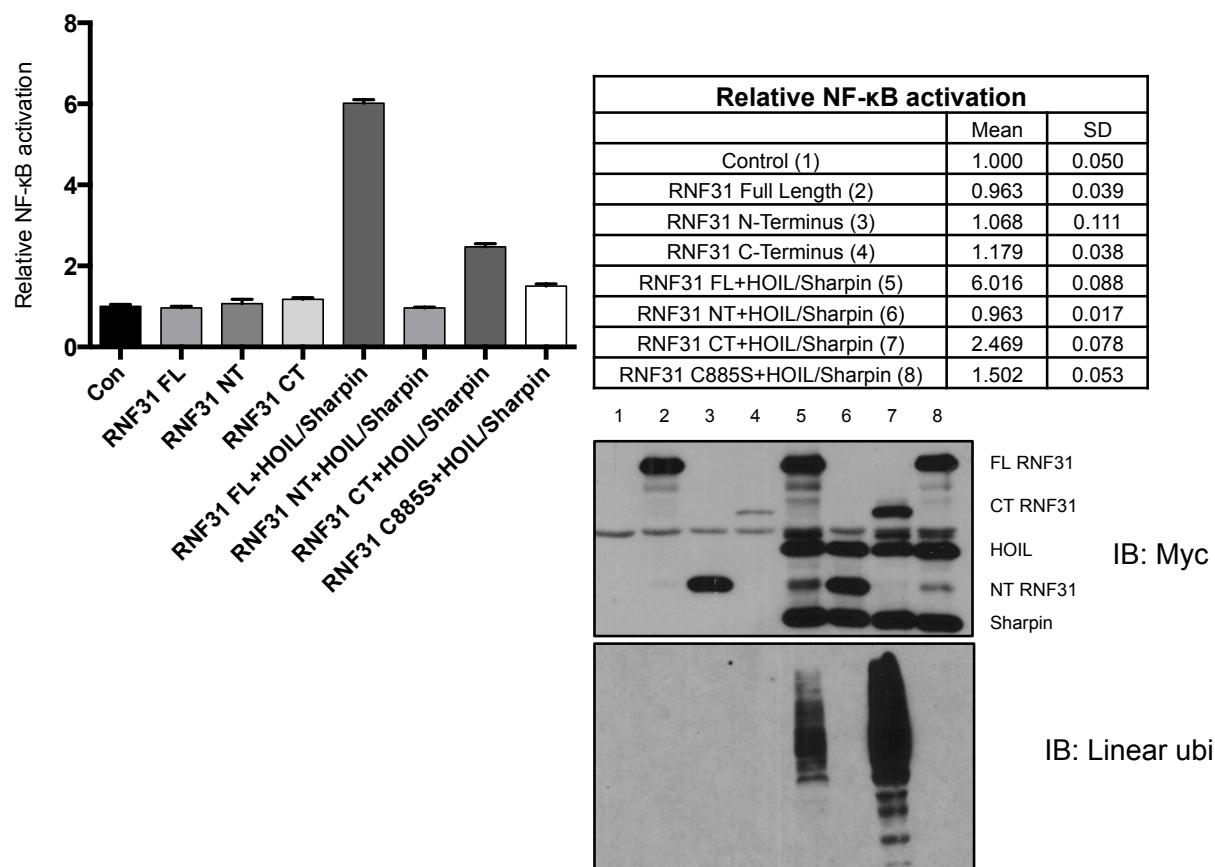 8
6
4
2
0
Relative NF-κB activation
Con
RNF31 FL
RNF31 NT
RNF31 CT
RNF31 FL+HOIL/Sharpin
RNF31 NT+HOIL/Sharpin
RNF31 CT+HOIL/Sharpin
RNF31 C885S+HOIL/Sharpin
Relative NF-κB activation
Mean SD
Control (1) 1.000 0.050
RNF31 Full Length (2) 0.963 0.039
RNF31 N-Terminus (3) 1.068 0.111
RNF31 C-Terminus (4) 1.179 0.038
RNF31 FL+HOIL/Sharpin (5) 6.016 0.088
RNF31 NT+HOIL/Sharpin (6) 0.963 0.017
RNF31 CT+HOIL/Sharpin (7) 2.469 0.078
RNF31 C885S+HOIL/Sharpin (8) 1.502 0.053
1 2 3 4 5 6 7 8
FL RNF31
CT RNF31
HOIL
NT RNF31
Sharpin
IB: Myc
IB: Linear ubi